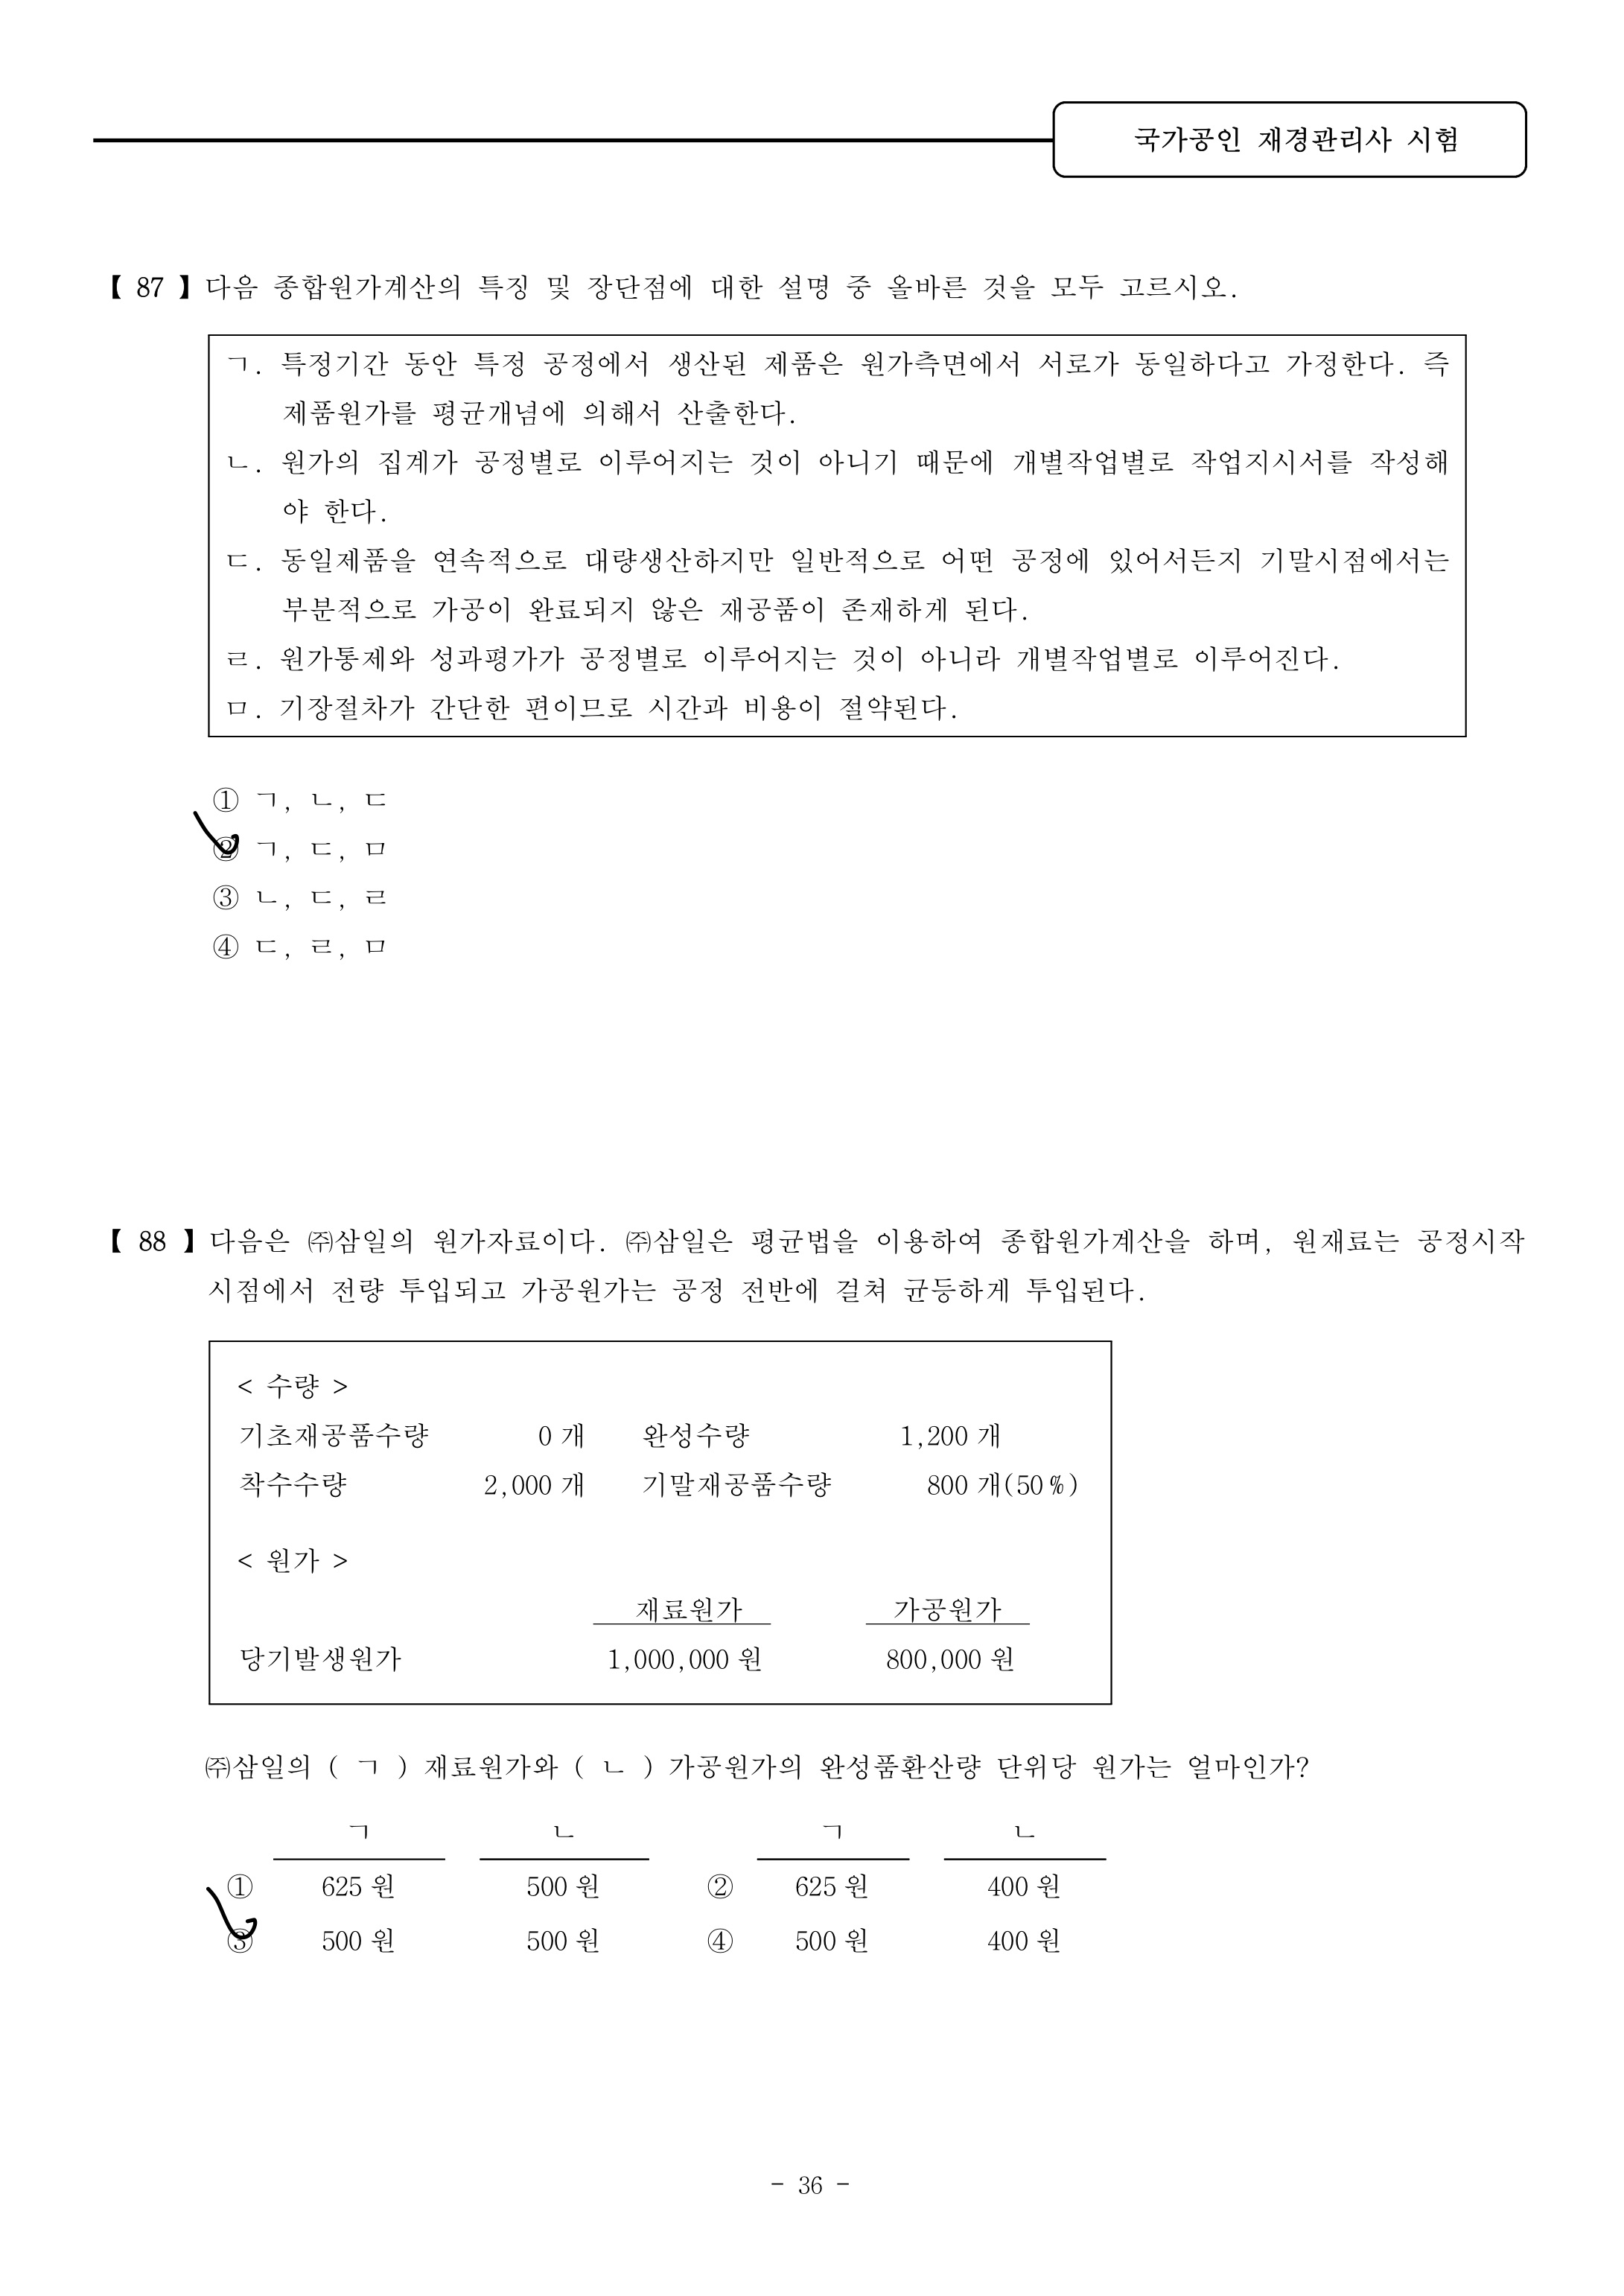 국가공인 재경관리사 시험
【 87 】 다음 종합원가계산의 특징 및 장단점에 대한 설명 중 올바른 것을 모두 고르시오.
ㄱ. 특정기간 동안 특정 공정에서 생산된 제품은 원가측면에서 서로가 동일하다고 가정한다. 즉
제품원가를 평균개념에 의해서 산출한다.
ㄴ. 원가의 집계가 공정별로 이루어지는 것이 아니기 때문에 개별작업별로 작업지시서를 작성해
야 한다.
ㄷ. 동일제품을 연속적으로 대량생산하지만 일반적으로 어떤 공정에 있어서든지 기말시점에서는
부분적으로 가공이 완료되지 않은 재공품이 존재하게 된다.
ㄹ. 원가통제와 성과평가가 공정별로 이루어지는 것이 아니라 개별작업별로 이루어진다.
ㅁ. 기장절차가 간단한 편이므로 시간과 비용이 절약된다.
① ㄱ, ㄴ, ㄷ
② ㄱ, ㄷ, ㅁ
③ ㄴ, ㄷ, ㄹ
④ ㄷ, ㄹ, ㅁ
【 88 】 다음은 ㈜삼일의 원가자료이다. ㈜삼일은 평균법을 이용하여 종합원가계산을 하며, 원재료는 공정시작
시점에서 전량 투입되고 가공원가는 공정 전반에 걸쳐 균등하게 투입된다.
< 수량 >
기초재공품수량 0 개 완성수량 1,200 개
착수수량 2,000 개 기말재공품수량 800 개(50%)
< 원가 >
재료원가 가공원가
당기발생원가 1,000,000 원 800,000 원
㈜삼일의 ( ㄱ ) 재료원가와 ( ㄴ ) 가공원가의 완성품환산량 단위당 원가는 얼마인가?
ㄱ ㄴ ㄱ ㄴ
① 625 원 500 원 ② 625 원 400 원
③ 500 원 500 원 ④ 500 원 400 원
- 36 -